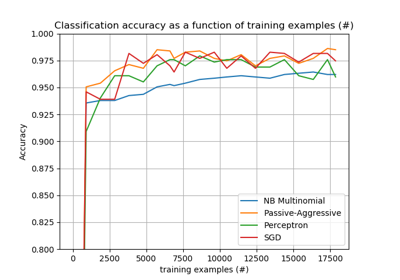 Classification accuracy as a function of training examples (#)
1.000
0.975
0.950
0.925
0.900
0.875
0.850
0.825
0.800
Accuracy
NB Multinomial
Passive-Aggressive
Perceptron
SGD
0 2500 5000 7500 10000 12500 15000 17500
training examples (#)